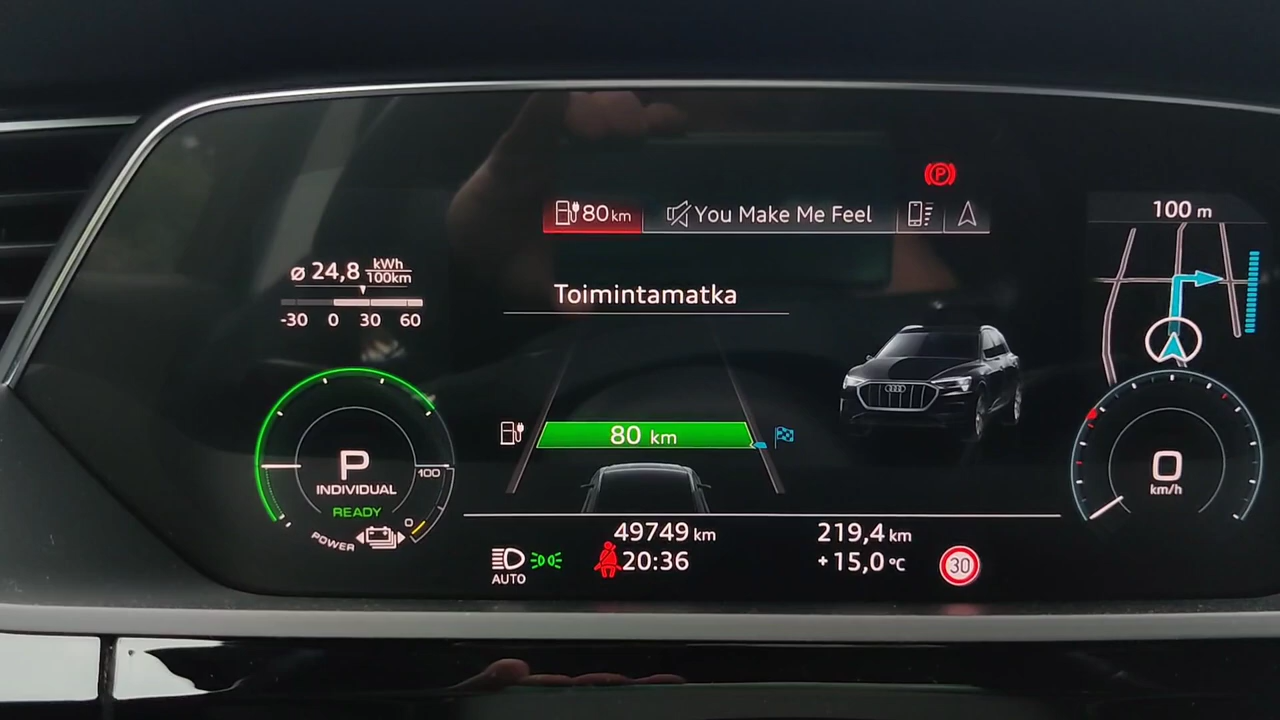 P
80 km You Make Me Feel
100 m
ø 24,8 kWh/100km
-30 0 30 60
Toimintamatka
80 km
P
INDIVIDUAL
READY
POWER
100
0
0
km/h
49749 km 219,4 km
20:36 +15,0 °C
AUTO
30